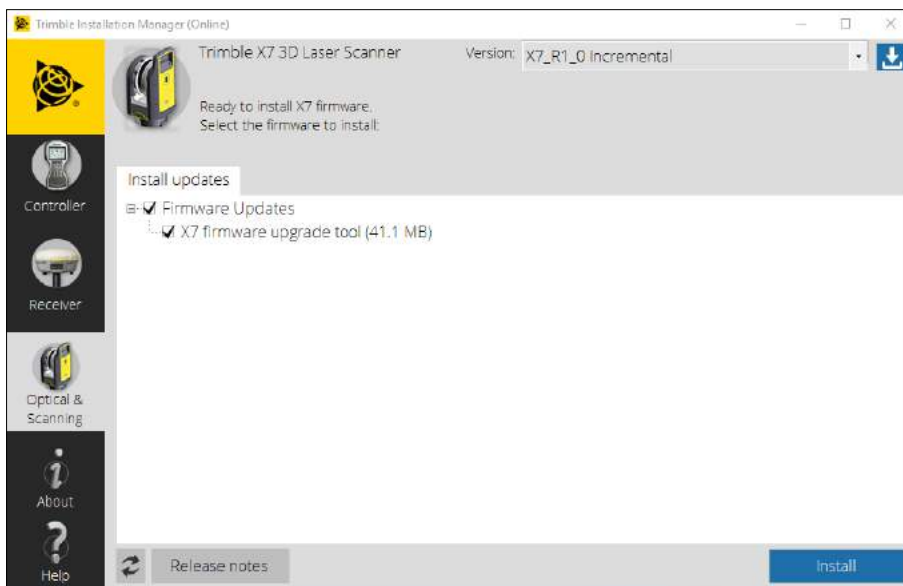 Trimble Installation Manager (Online)
Trimble X7 3D Laser Scanner
Version:
X7_R1_0 Incremental
Ready to install X7 firmware.
Select the firmware to install:
Install updates
Firmware Updates
X7 firmware upgrade tool (41.1 MB)
Controller
Receiver
Optical &
Scanning
About
Help
Release notes
Install